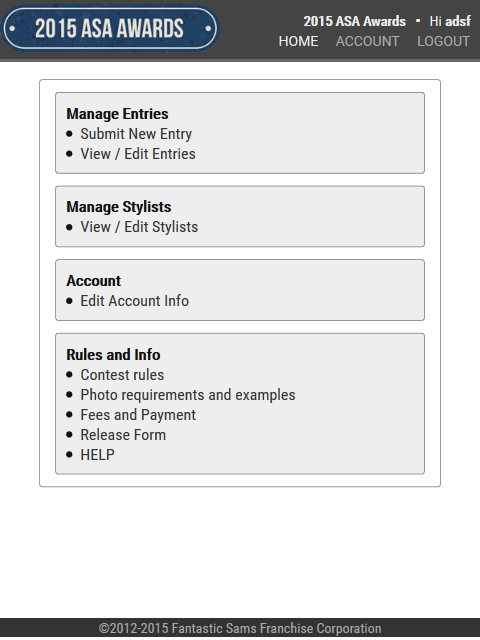 2015 ASA AWARDS
2015 ASA Awards • Hi adsf
HOME ACCOUNT LOGOUT
Manage Entries
• Submit New Entry
• View / Edit Entries
Manage Stylists
• View / Edit Stylists
Account
• Edit Account Info
Rules and Info
• Contest rules
• Photo requirements and examples
• Fees and Payment
• Release Form
• HELP
©2012-2015 Fantastic Sams Franchise Corporation